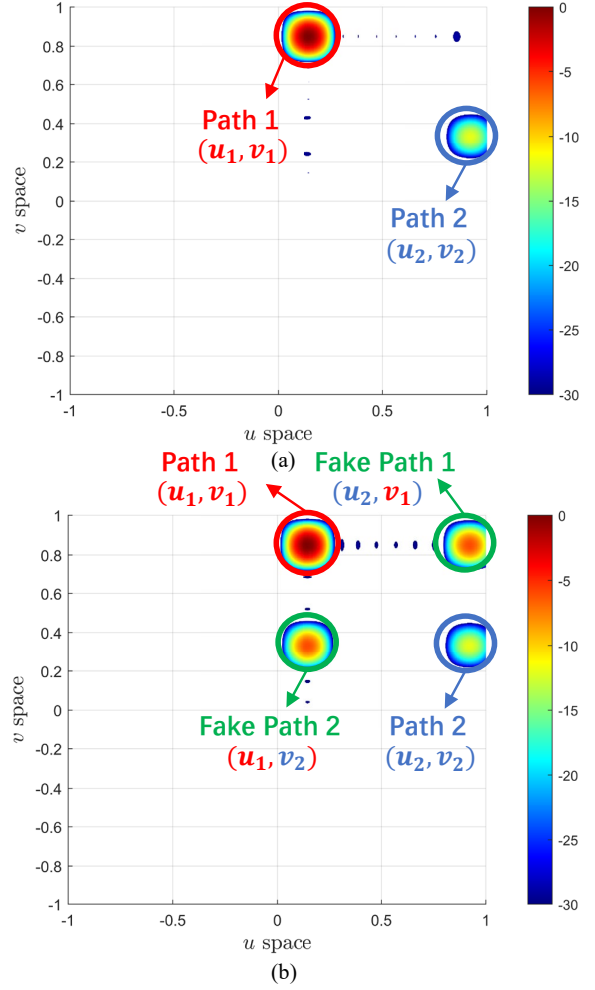 1
0.8
0.6
0.4
0.2
0
-0.2
-0.4
-0.6
-0.8
-1
v space
-1
-0.5
0
0.5
1
u space
Path 1
(u₁, v₁)
Path 2
(u₂, v₂)
0
-5
-10
-15
-20
-25
-30
(a)
Path 1
(u₁, v₁)
Fake Path 1
(u₂, v₁)
1
0.8
0.6
0.4
0.2
0
-0.2
-0.4
-0.6
-0.8
-1
v space
Fake Path 2
(u₁, v₂)
Path 2
(u₂, v₂)
-1
-0.5
0
0.5
1
u space
0
-5
-10
-15
-20
-25
-30
(b)